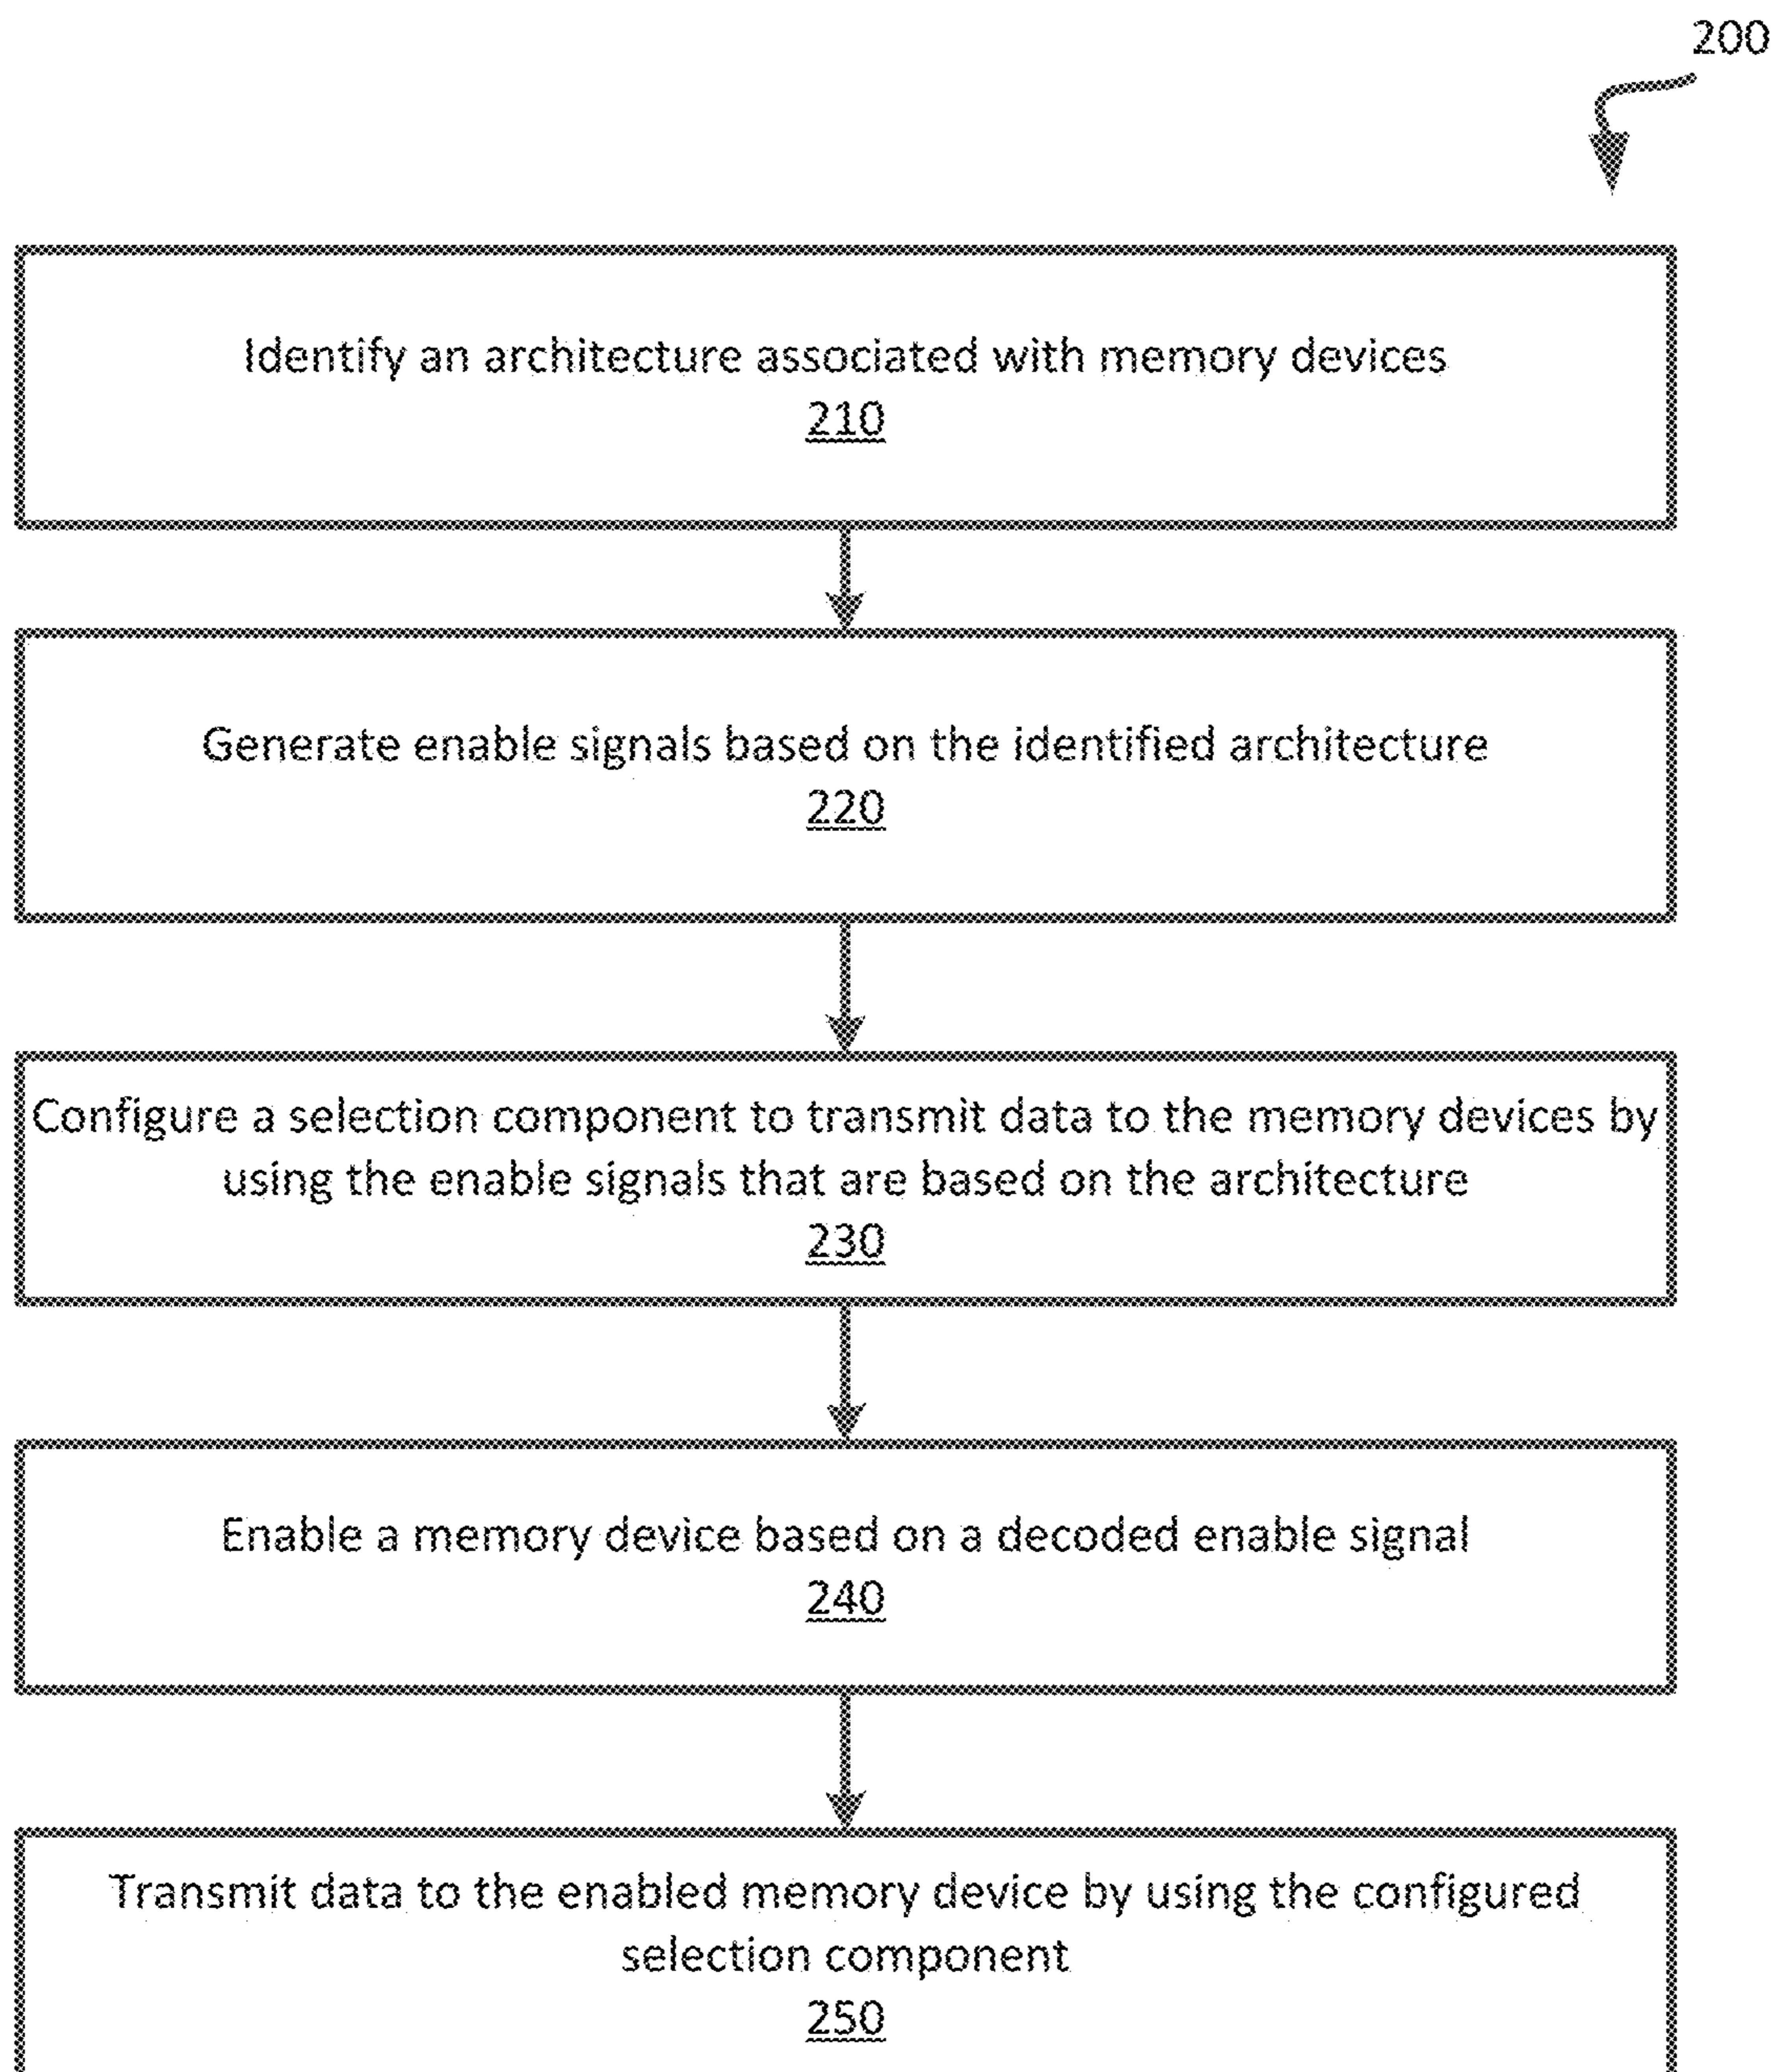 200
Identify an architecture associated with memory devices
210
Generate enable signals based on the identified architecture
220
Configure a selection component to transmit data to the memory devices by
using the enable signals that are based on the architecture
230
Enable a memory device based on a decoded enable signal
240
Transmit data to the enabled memory device by using the configured
selection component
250